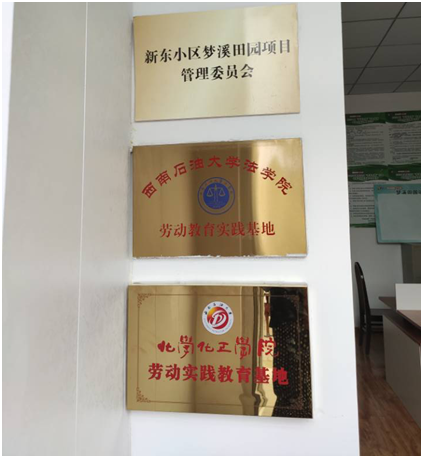 新东小区梦溪田园项目
管理委员会
西南石油大学法学院
劳动教育实践基地
化学化工学院
劳动实践教育基地